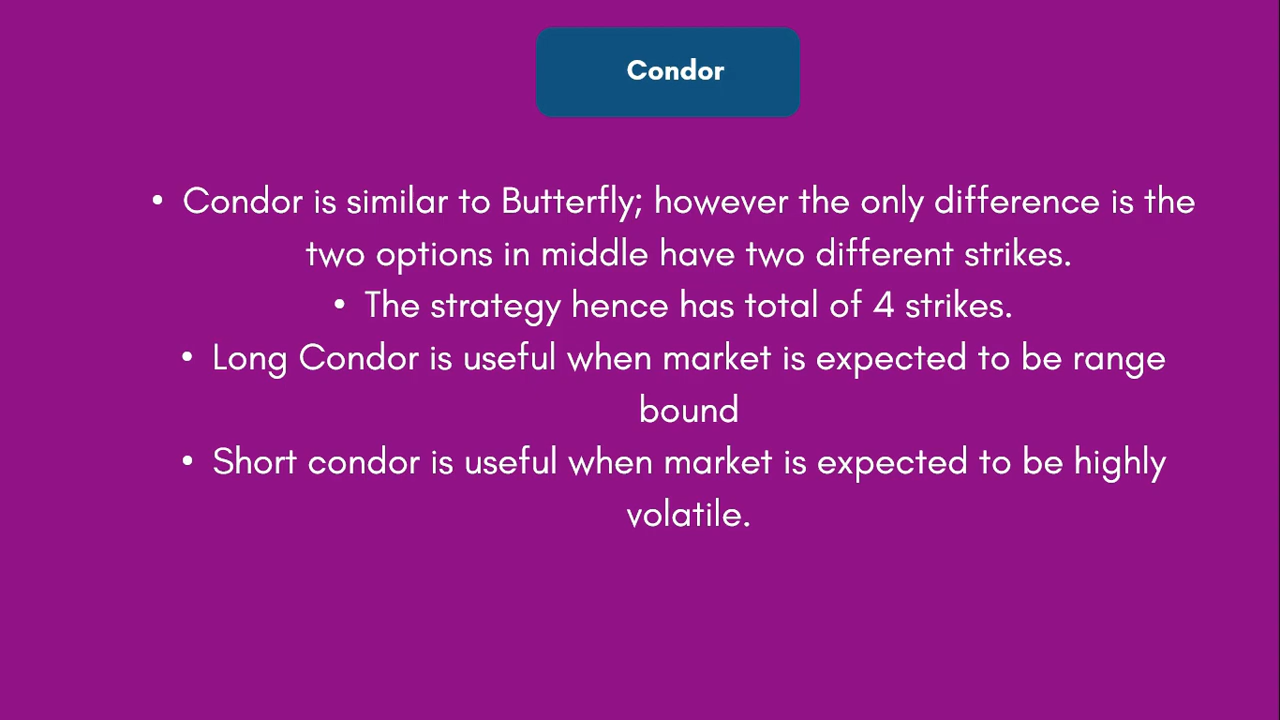 Condor
• Condor is similar to Butterfly; however the only difference is the
two options in middle have two different strikes.
• The strategy hence has total of 4 strikes.
• Long Condor is useful when market is expected to be range
bound
• Short condor is useful when market is expected to be highly
volatile.